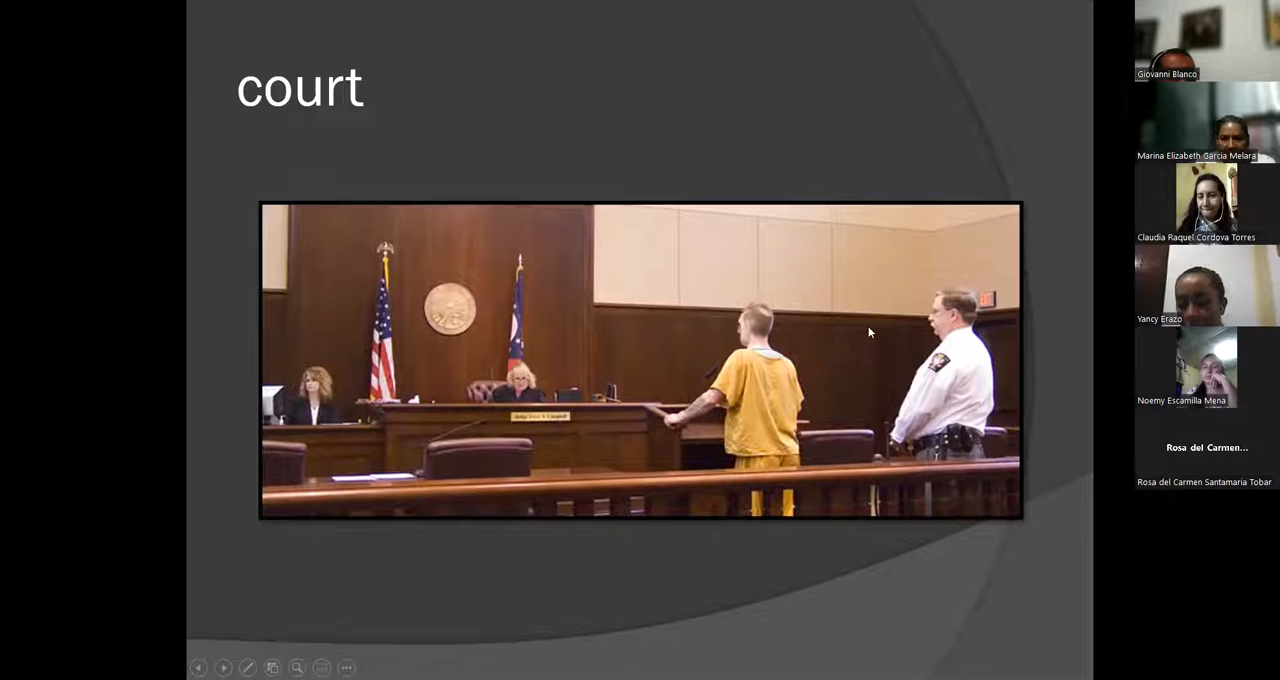 court
Giovanni Blanco
Marina Elizabeth Garcia Melara
Claudia Raquel Cordova Torres
Yancy Erazo
Noemy Escamilla Mena
Rosa del Carmen...
Rosa del Carmen Santamaria Tobar
EXIT